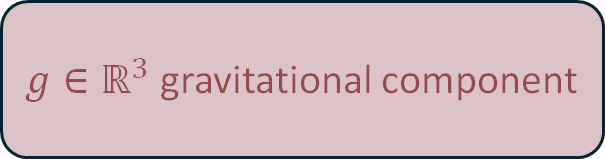 g ∈ ℝ³ gravitational component